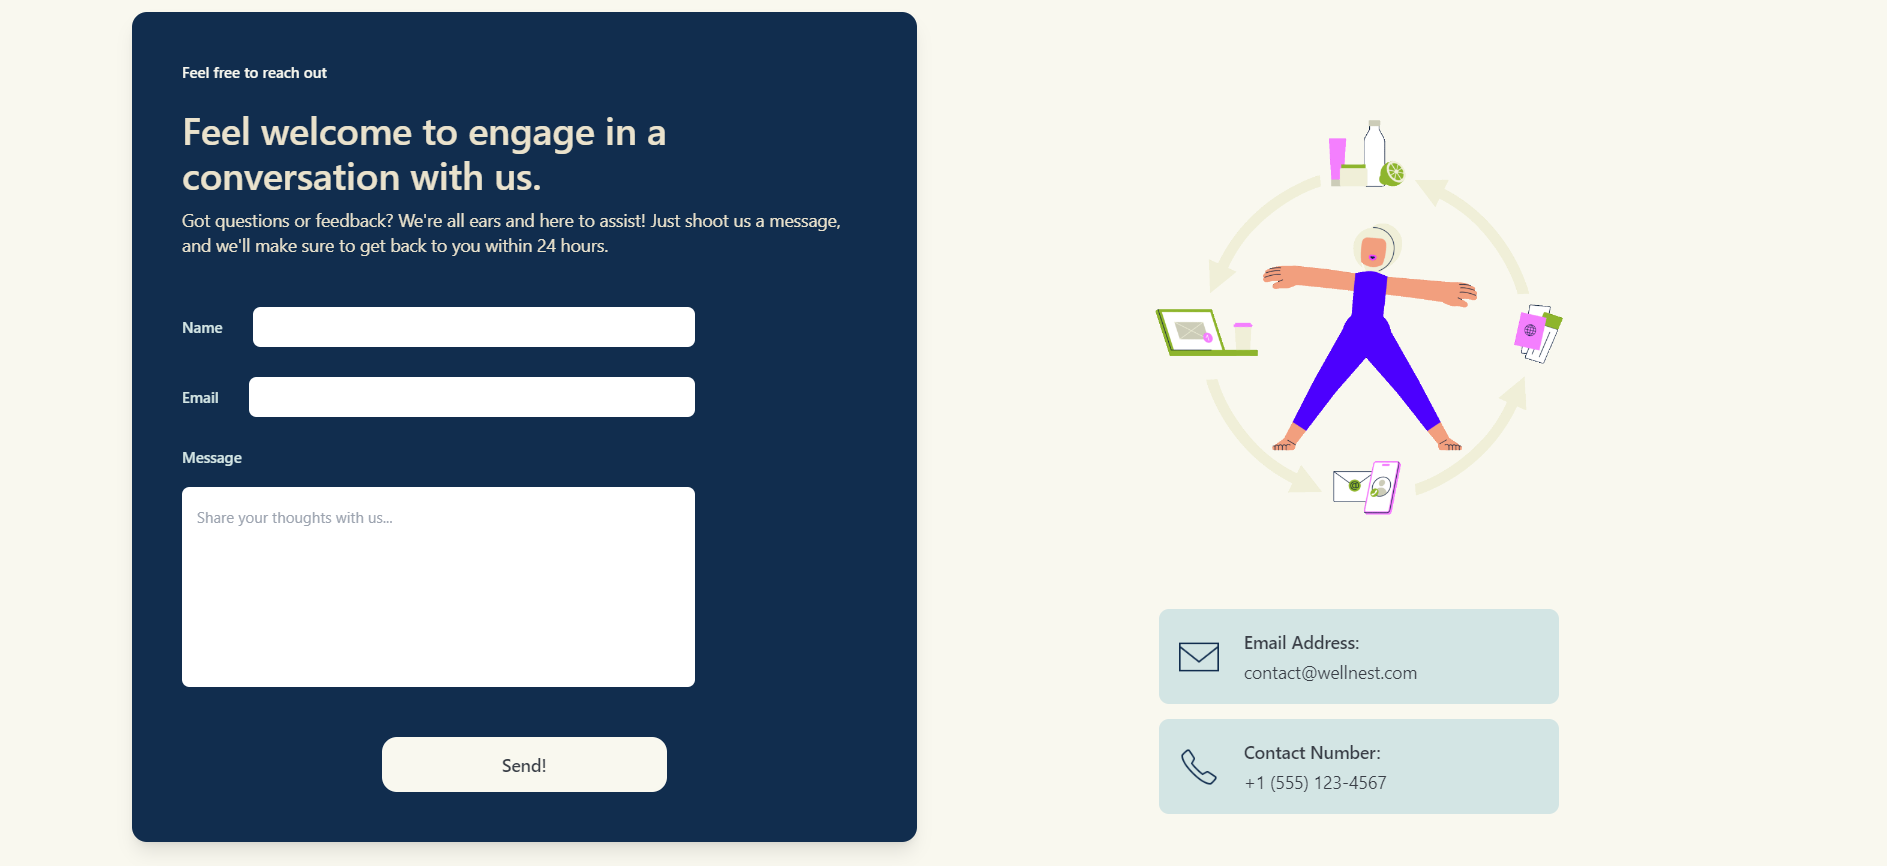 Feel free to reach out
Feel welcome to engage in a
conversation with us.
Got questions or feedback? We're all ears and here to assist! Just shoot us a message,
and we'll make sure to get back to you within 24 hours.
Name
Email
Message
Share your thoughts with us...
Send!
Email Address:
contact@wellnest.com
Contact Number:
+1 (555) 123-4567